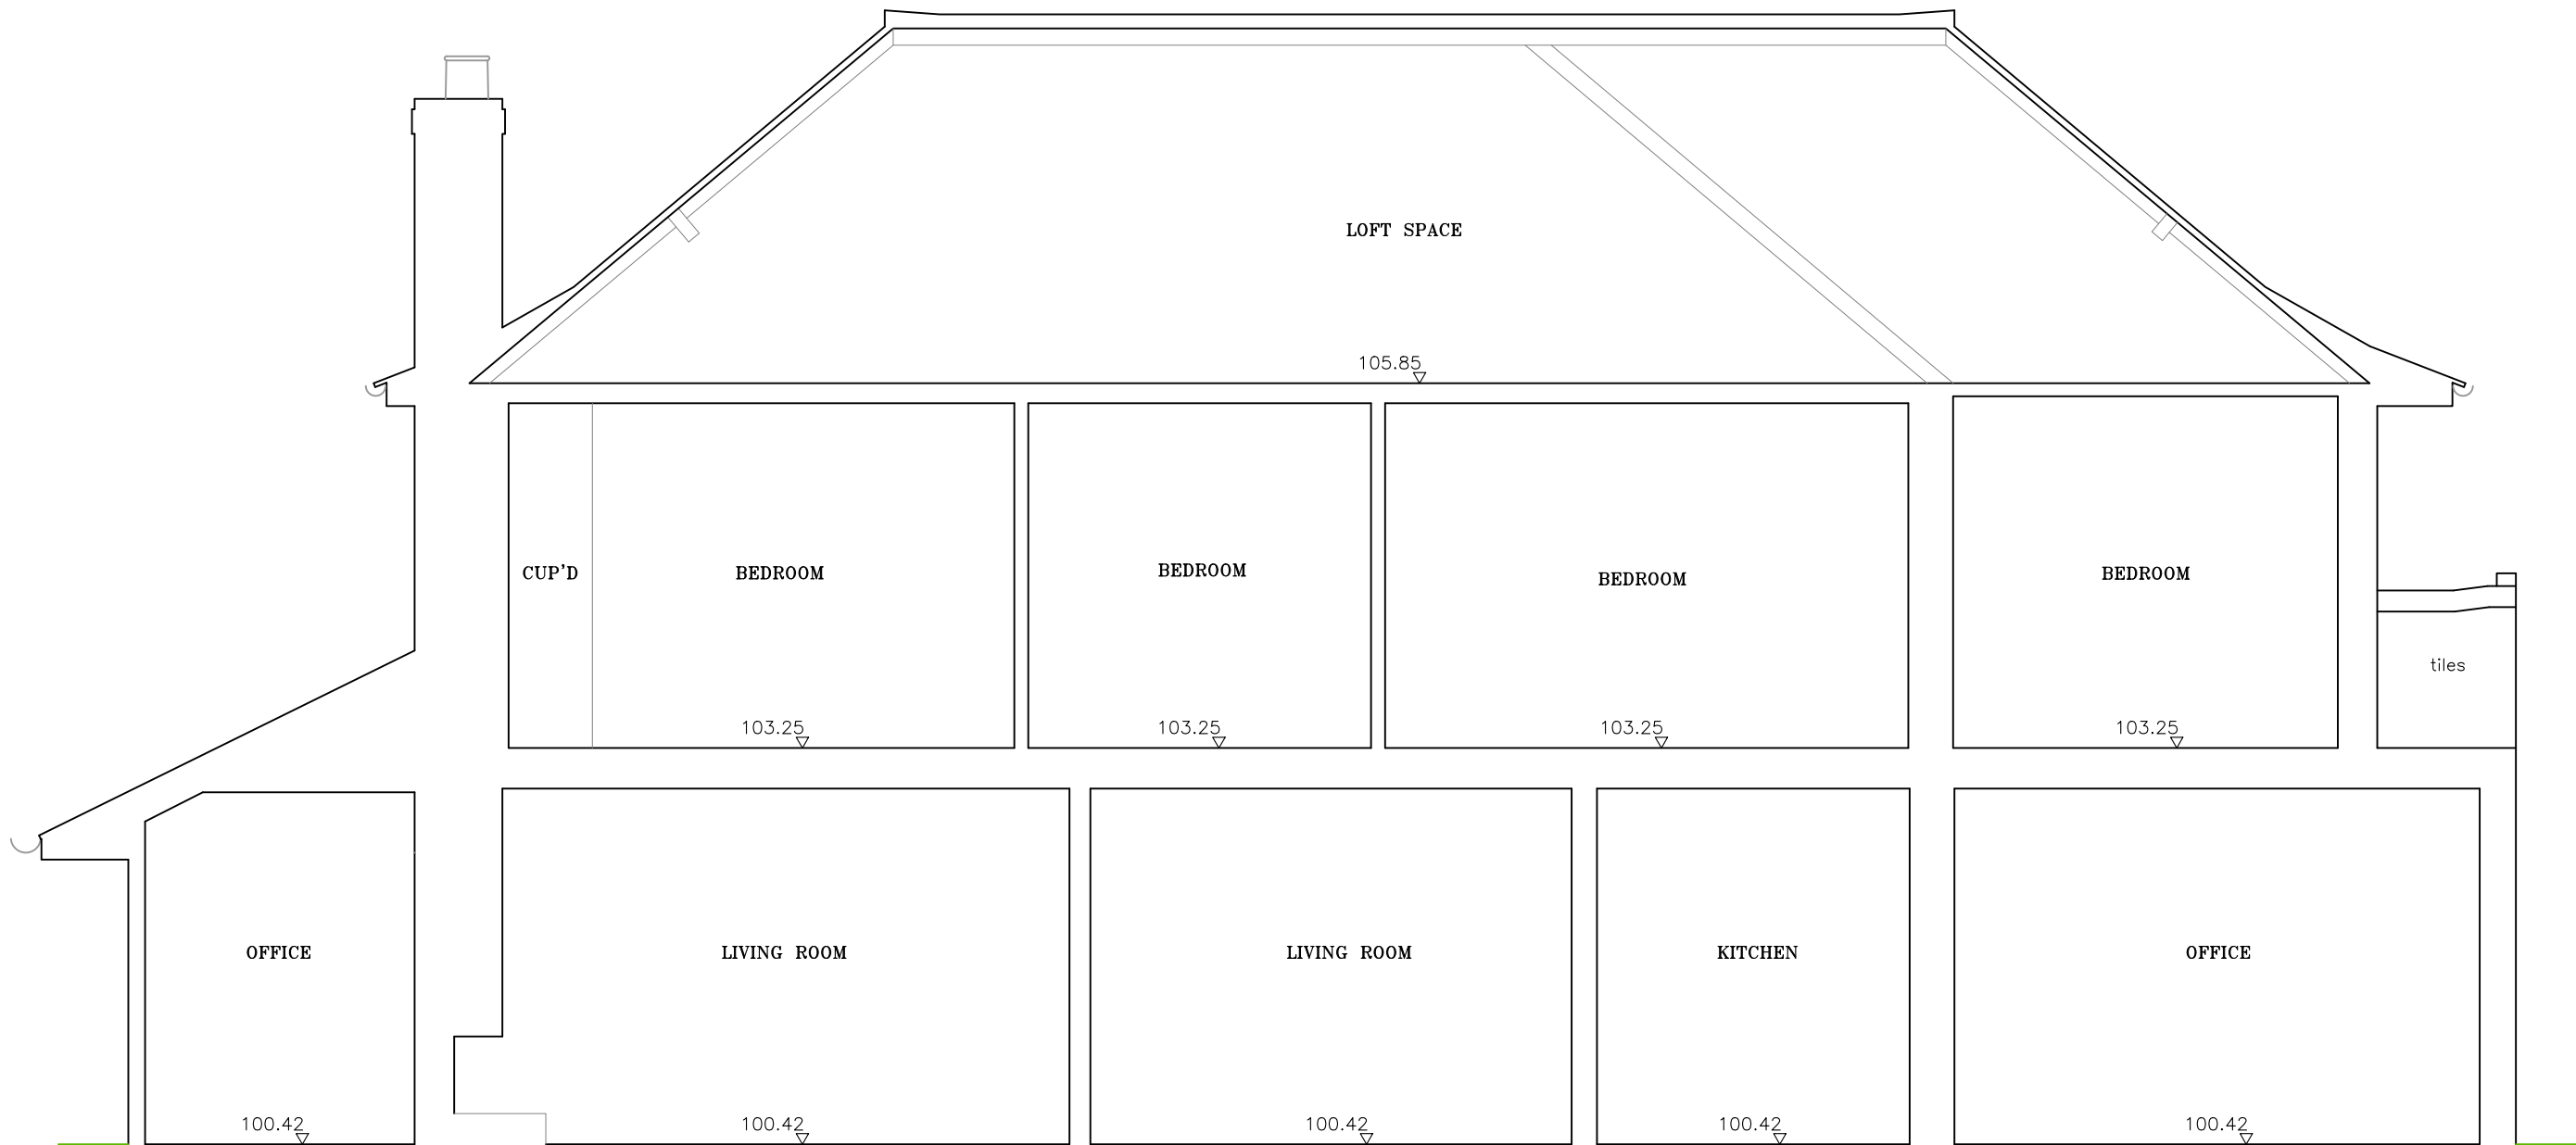 LOFT SPACE
105.85
CUP'D
BEDROOM
BEDROOM
BEDROOM
BEDROOM
tiles
103.25
103.25
103.25
103.25
OFFICE
LIVING ROOM
LIVING ROOM
KITCHEN
OFFICE
100.42
100.42
100.42
100.42
100.42